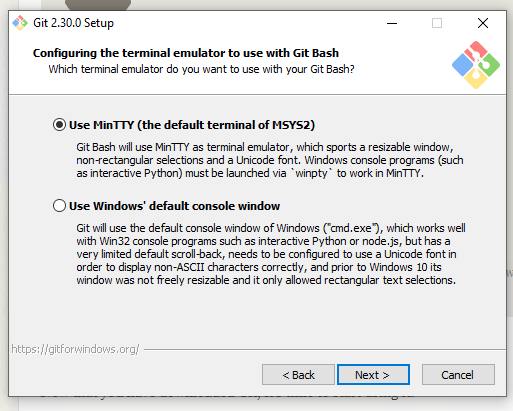 Git 2.30.0 Setup
Configuring the terminal emulator to use with Git Bash
Which terminal emulator do you want to use with your Git Bash?
Use MinTTY (the default terminal of MSYS2)
Git Bash will use MinTTY as terminal emulator, which sports a resizable window,
non-rectangular selections and a Unicode font. Windows console programs (such
as interactive Python) must be launched via `winpty` to work in MinTTY.
Use Windows' default console window
Git will use the default console window of Windows ("cmd.exe"), which works well
with Win32 console programs such as interactive Python or node.js, but has a
very limited default scroll-back, needs to be configured to use a Unicode font in
order to display non-ASCII characters correctly, and prior to Windows 10 its
window was not freely resizable and it only allowed rectangular text selections.
https://gitforwindows.org/
< Back
Next >
Cancel